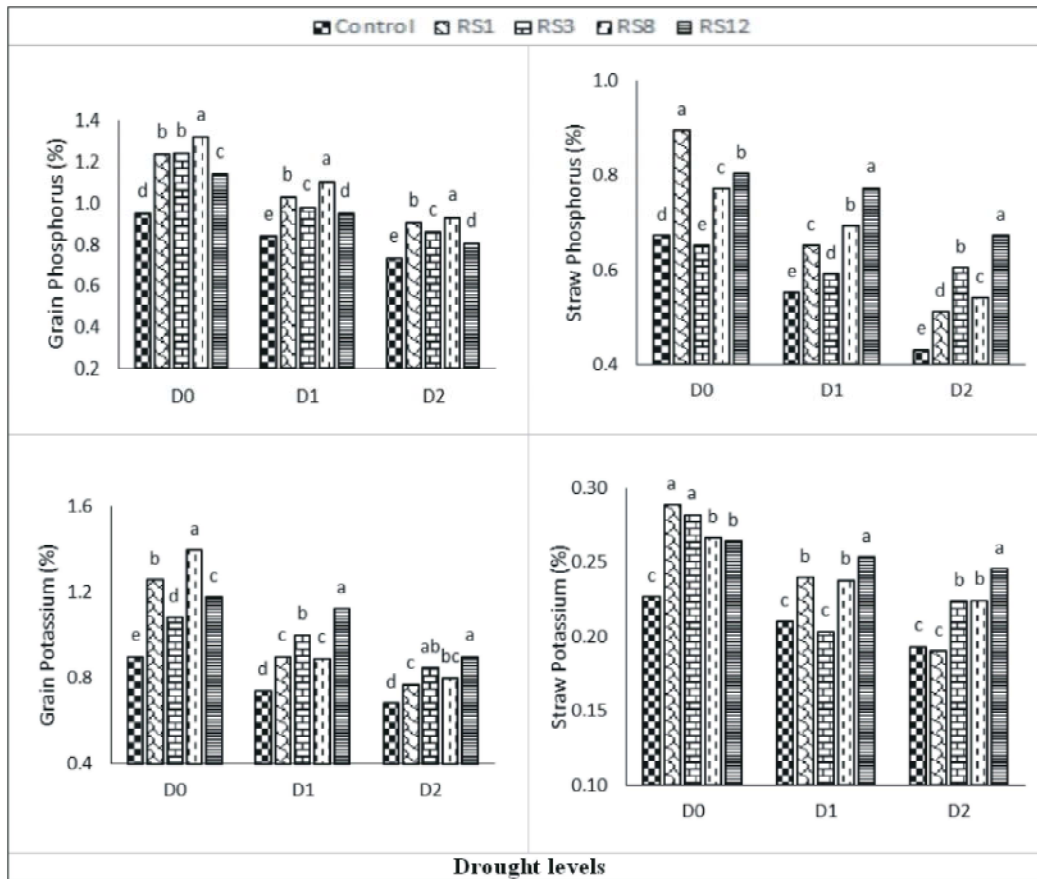 Control RS1 RS3 RS8 RS12
Grain Phosphorus (%)
1.4
1.2
1.0
0.8
0.6
0.4
0.2
d b b a c
e b c a d
e b c a d
D0 D1 D2
Straw Phosphorus (%)
1.0
0.8
0.6
0.4
d a e c b
e c d b a
e d b c a
D0 D1 D2
Grain Potassium (%)
1.6
1.2
0.8
0.4
e b d a c
d c b c a
d c ab bc a
D0 D1 D2
Straw Potassium (%)
0.30
0.25
0.20
0.15
0.10
c a a b b
c b c b a
c c b b a
D0 D1 D2
Drought levels